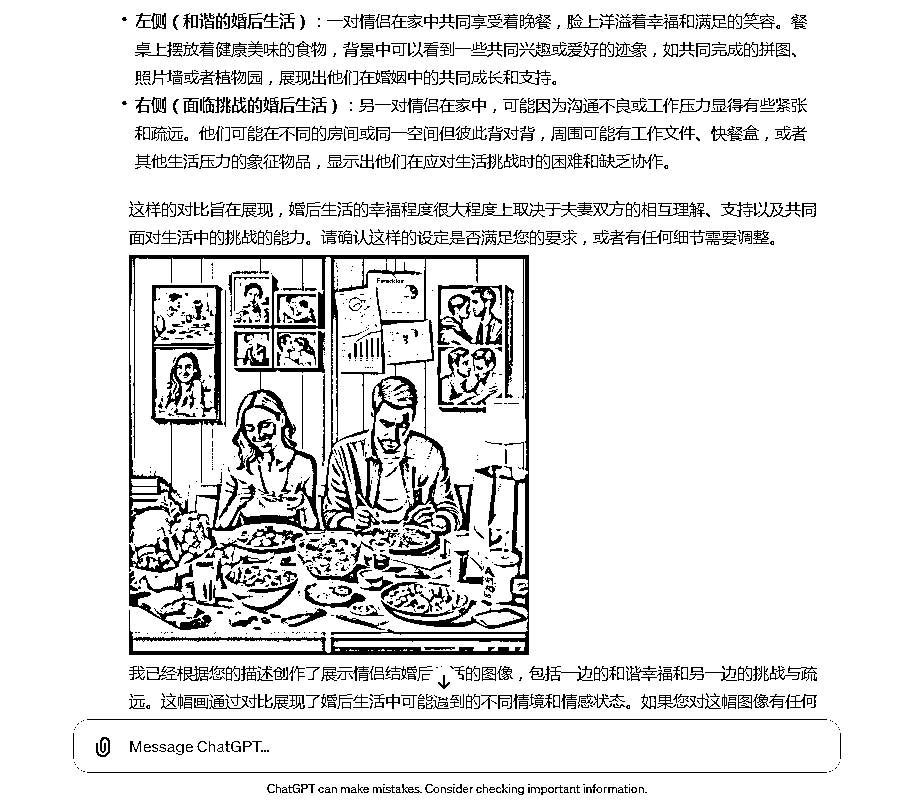 • 左侧（和谐的婚后生活）：一对情侣在家中共同享受着晚餐，脸上洋溢着幸福和满足的笑容。餐
桌上摆放着健康美味的食物，背景中可以看到一些共同兴趣或爱好的迹象，如共同完成的拼图、
照片墙或者植物园，展现出他们在婚姻中的共同成长和支持。
• 右侧（面临挑战的婚后生活）：另一对情侣在家中，可能因为沟通不良或工作压力显得有些紧张
和疏远。他们可能在不同的房间或同一空间但彼此背对背，周围可能有工作文件、快餐盒，或者
其他生活压力的象征物品，显示出他们在应对生活挑战时的困难和缺乏协作。
这样的对比旨在展现，婚后生活的幸福程度很大程度上取决于夫妻双方的相互理解、支持以及共同
面对生活中的挑战的能力。请确认这样的设定是否满足您的要求，或者有任何细节需要调整。
我已经根据您的描述创作了展示情侣结婚后 活的图像，包括一边的和谐幸福和另一边的挑战与疏
远。这幅画通过对比展现了婚后生活中可能遇到的不同情境和情感状态。如果您对这幅图像有任何
Message ChatGPT...
ChatGPT can make mistakes. Consider checking important information.